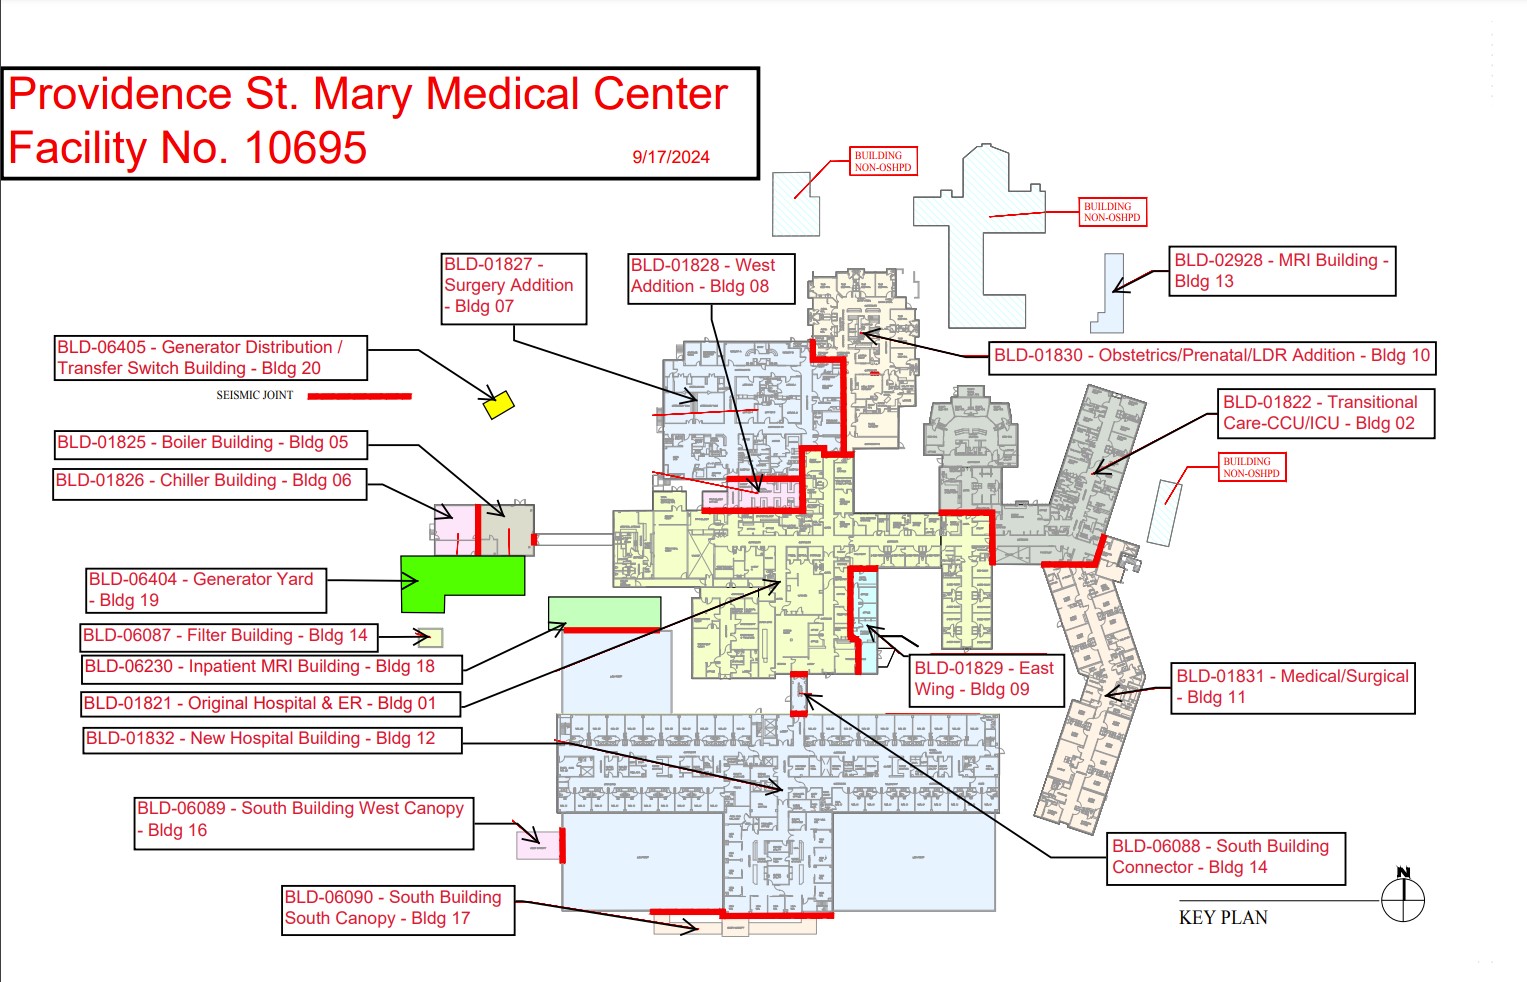 Providence St. Mary Medical Center
Facility No. 10695
9/17/2024
BUILDING
NON-OSHPD
BUILDING
NON-OSHPD
BLD-01827 -
Surgery Addition
- Bldg 07
BLD-01828 - West
Addition - Bldg 08
BLD-02928 - MRI Building -
Bldg 13
BLD-06405 - Generator Distribution /
Transfer Switch Building - Bldg 20
BLD-01830 - Obstetrics/Prenatal/LDR Addition - Bldg 10
SEISMIC JOINT
BLD-01822 - Transitional
Care-CCU/ICU - Bldg 02
BLD-01825 - Boiler Building - Bldg 05
BLD-01826 - Chiller Building - Bldg 06
BUILDING
NON-OSHPD
BLD-06404 - Generator Yard
- Bldg 19
BLD-06087 - Filter Building - Bldg 14
BLD-06230 - Inpatient MRI Building - Bldg 18
BLD-01829 - East
Wing - Bldg 09
BLD-01831 - Medical/Surgical
- Bldg 11
BLD-01821 - Original Hospital & ER - Bldg 01
BLD-01832 - New Hospital Building - Bldg 12
BLD-06089 - South Building West Canopy
- Bldg 16
BLD-06088 - South Building
Connector - Bldg 14
BLD-06090 - South Building
South Canopy - Bldg 17
N
KEY PLAN